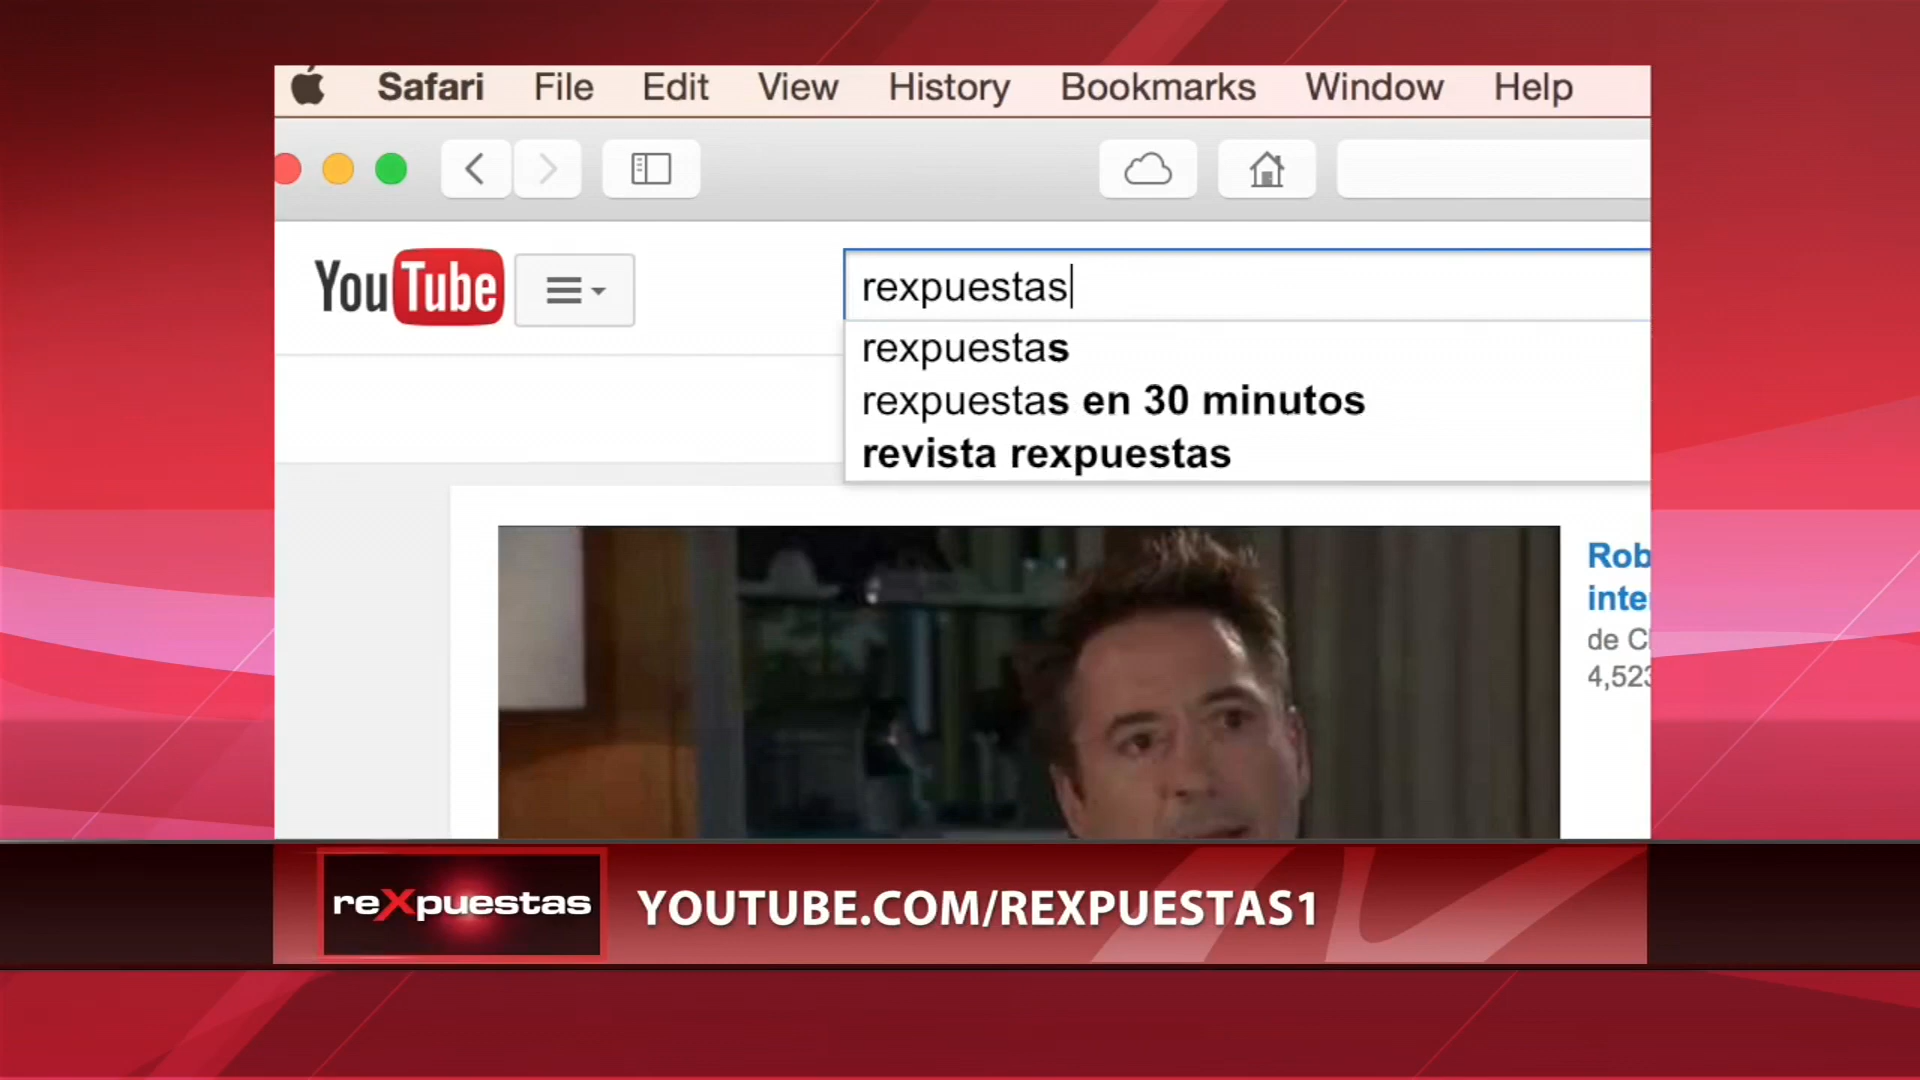 Safari File Edit View History Bookmarks Window Help
YouTube
rexpuestas
rexpuestas
rexpuestas en 30 minutos
revista rexpuestas
Rob
inte
de C
4,523
reXpuestas
YOUTUBE.COM/REXPUESTAS1